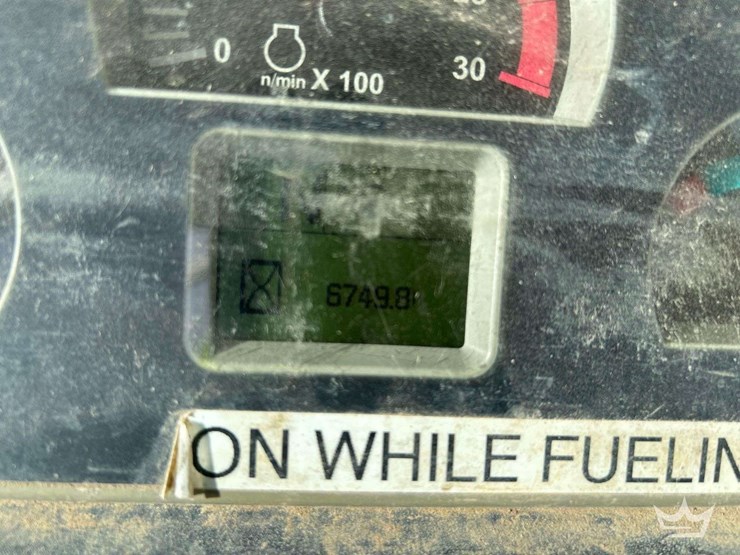 0
n/min X 100
30
6749.8
ON WHILE FUELIN